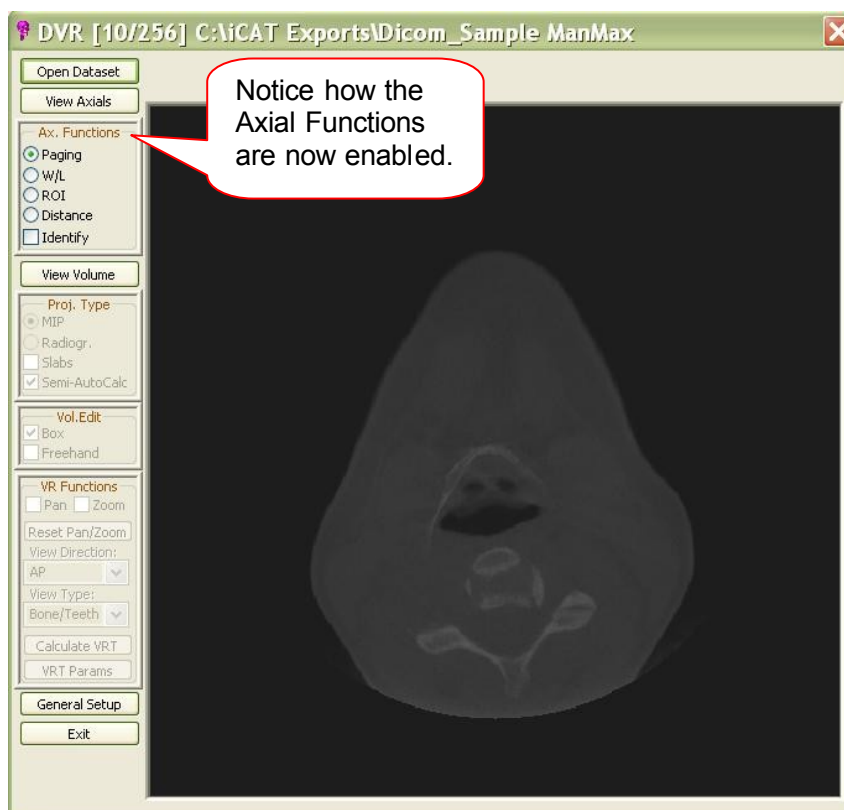 DVR [10/256] C:\iCAT Exports\Dicom_Sample ManMax
Open Dataset
View Axials
Notice how the
Axial Functions
are now enabled.
Ax. Functions
Paging
W/L
ROI
Distance
Identify
View Volume
Proj. Type
MIP
Radiogr.
Slabs
Semi-AutoCalc
Vol.Edit
Box
Freehand
VR Functions
Pan Zoom
Reset Pan/Zoom
View Direction:
AP
View Type:
Bone/Teeth
Calculate VRT
VRT Params
General Setup
Exit